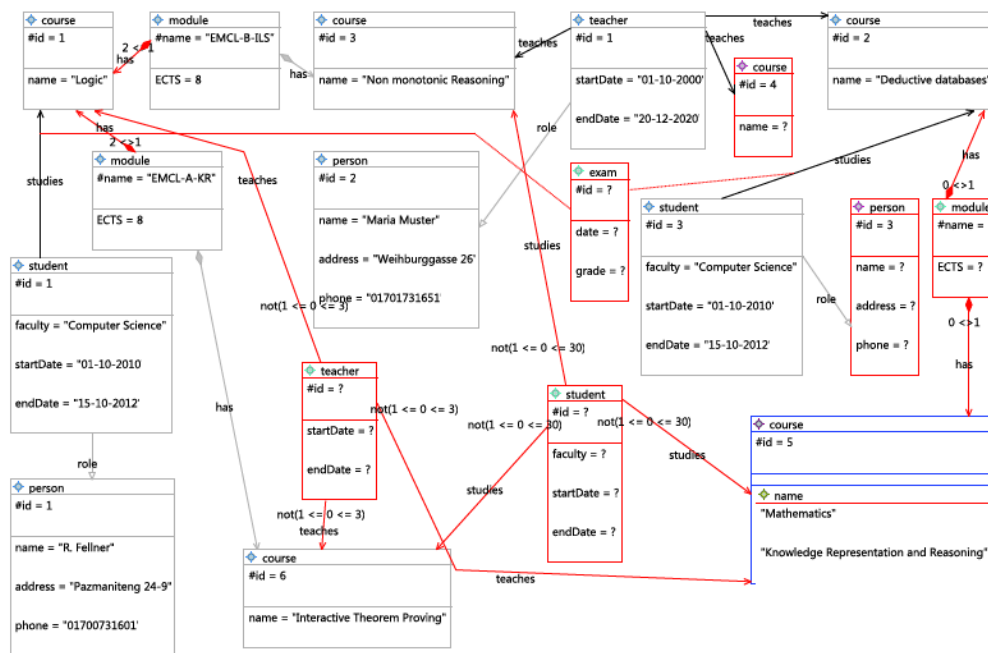 course
#id = 1
name = "Logic"
module
#name = "EMCL-B-ILS"
ECTS = 8
2 <>1
has
has
course
#id = 3
name = "Non monotonic Reasoning"
teaches
teacher
#id = 1
startDate = "01-10-2000'
endDate = "20-12-2020'
teaches
teaches
course
#id = 4
name = ?
course
#id = 2
name = "Deductive databases"
has
2 <>1
module
#name = "EMCL-A-KR"
ECTS = 8
studies
teaches
person
#id = 2
name = "Maria Muster"
address = "Weihburggasse 26'
phone = "01701731651'
role
exam
#id = ?
date = ?
grade = ?
studies
studies
student
#id = 3
faculty = "Computer Science"
startDate = "01-10-2010'
endDate = "15-10-2012'
role
person
#id = 3
name = ?
address = ?
phone = ?
has
0 <>1
module
#name =
ECTS = ?
0 <>1
has
student
#id = 1
faculty = "Computer Science"
startDate = "01-10-2010
endDate = "15-10-2012'
role
person
#id = 1
name = "R. Fellner"
address = "Pazmaniteng 24-9"
phone = "01700731601'
not(1 <= 0 <= 3)
teacher
#id = ?
startDate = ?
endDate = ?
not(1 <= 0 <= 3)
not(1 <= 0 <= 3)
teaches
has
not(1 <= 0 <= 30)
student
#id = ?
faculty = ?
startDate = ?
endDate = ?
not(1 <= 0 <= 30)
not(1 <= 0 <= 30)
studies
studies
course
#id = 6
name = "Interactive Theorem Proving"
teaches
course
#id = 5
name
"Mathematics"
"Knowledge Representation and Reasoning"